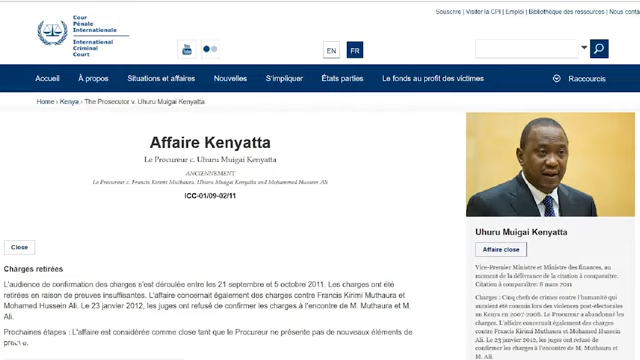 Souscrire | Visiter la CPI | Emploi | Bibliothèque des ressources | Nous conta
Cour
Pénale
Internationale
International
Criminal
Court
You
Tube
EN
FR
Accueil
À propos
Situations et affaires
Nouvelles
S'impliquer
États parties
Le fonds au profit des victimes
Raccourcis
Home › Kenya › The Prosecutor v. Uhuru Muigai Kenyatta
Affaire Kenyatta
Le Procureur c. Uhuru Muigai Kenyatta
ANCIENNEMENT
Le Procureur c. Francis Kirimi Muthaura, Uhuru Muigai Kenyatta and Mohammed Hussein Ali
ICC-01/09-02/11
Close
Charges retirées
L'audience de confirmation des charges s'est déroulée entre les 21 septembre et 5 octobre 2011. Les charges ont été
retirées en raison de preuves insuffisantes. L'affaire concernait également des charges contre Francis Kirimi Muthaura et
Mohamed Hussein Ali. Le 23 janvier 2012, les juges ont refusé de confirmer les charges à l'encontre de M. Muthaura et M.
Ali.
Prochaines étapes : L'affaire est considérée comme close tant que le Procureur ne présente pas de nouveaux éléments de
preuve.
Uhuru Muigai Kenyatta
Affaire close
Vice-Premier Ministre et Ministre des finances, au
moment de la délivrance de la citation à comparaître.
Citation à comparaître: 8 mars 2011
Charges : Cinq chefs de crimes contre l'humanité qui
auraient été commis lors des violences post-électorales
en Kenya en 2007-2008. Le Procureur a abandonné les
charges. L'affaire concernait également des charges
contre Francis Kirimi Muthaura et Mohamed Hussein
Ali. Le 23 janvier 2012, les juges ont refusé de
confirmer les charges à l'encontre de M. Muthaura et
M. Ali.